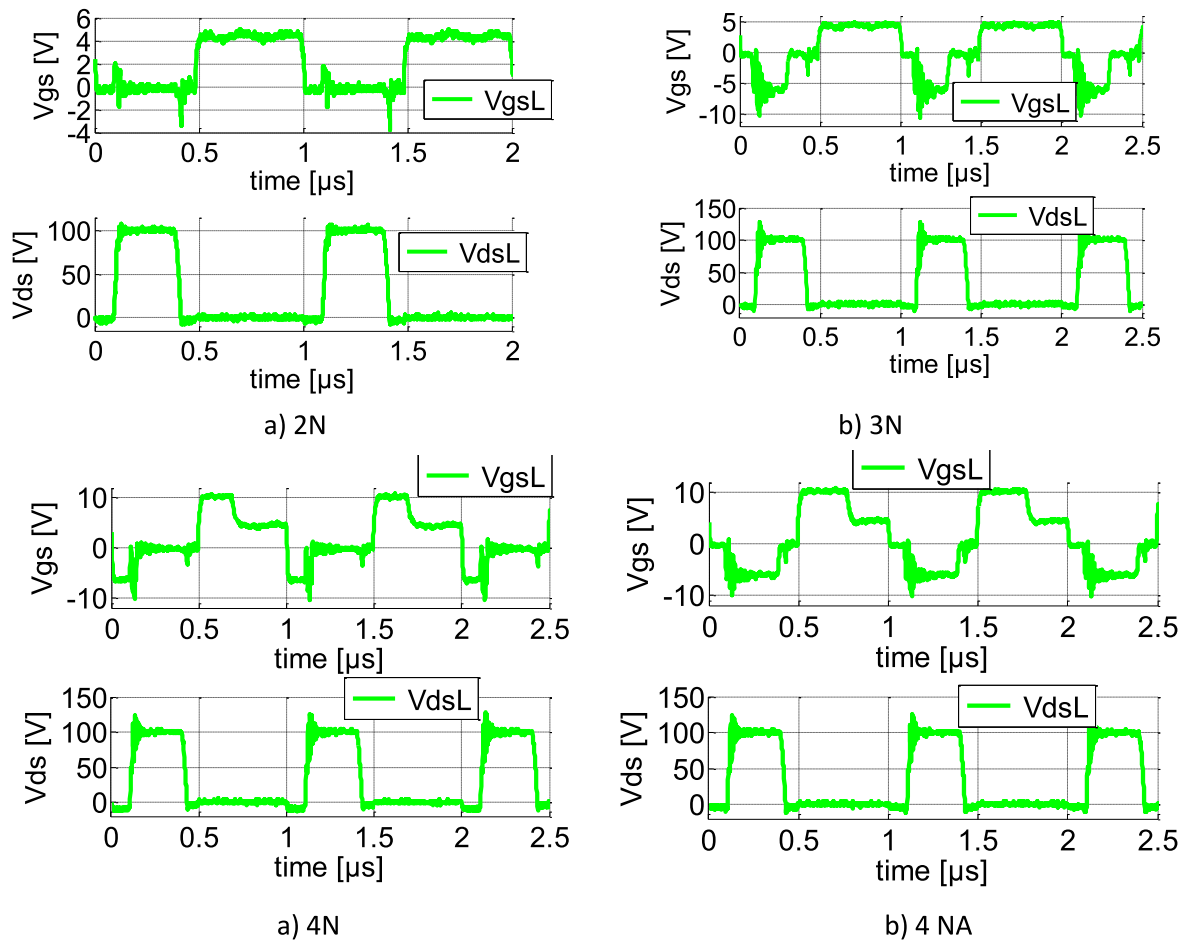 Vgs [V]
6
4
2
0
-2
-4
VgsL
0 0.5 1 1.5 2
time [µs]
Vds [V]
100
50
0
VdsL
0 0.5 1 1.5 2
time [µs]
a) 2N
Vgs [V]
5
0
-5
-10
VgsL
0 0.5 1 1.5 2 2.5
time [µs]
Vds [V]
150
100
50
0
VdsL
0 0.5 1 1.5 2 2.5
time [µs]
b) 3N
Vgs [V]
10
0
-10
VgsL
0 0.5 1 1.5 2 2.5
time [µs]
Vds [V]
150
100
50
0
VdsL
0 0.5 1 1.5 2 2.5
time [µs]
a) 4N
Vgs [V]
10
0
-10
VgsL
0 0.5 1 1.5 2 2.5
time [µs]
Vds [V]
150
100
50
0
VdsL
0 0.5 1 1.5 2 2.5
time [µs]
b) 4 NA